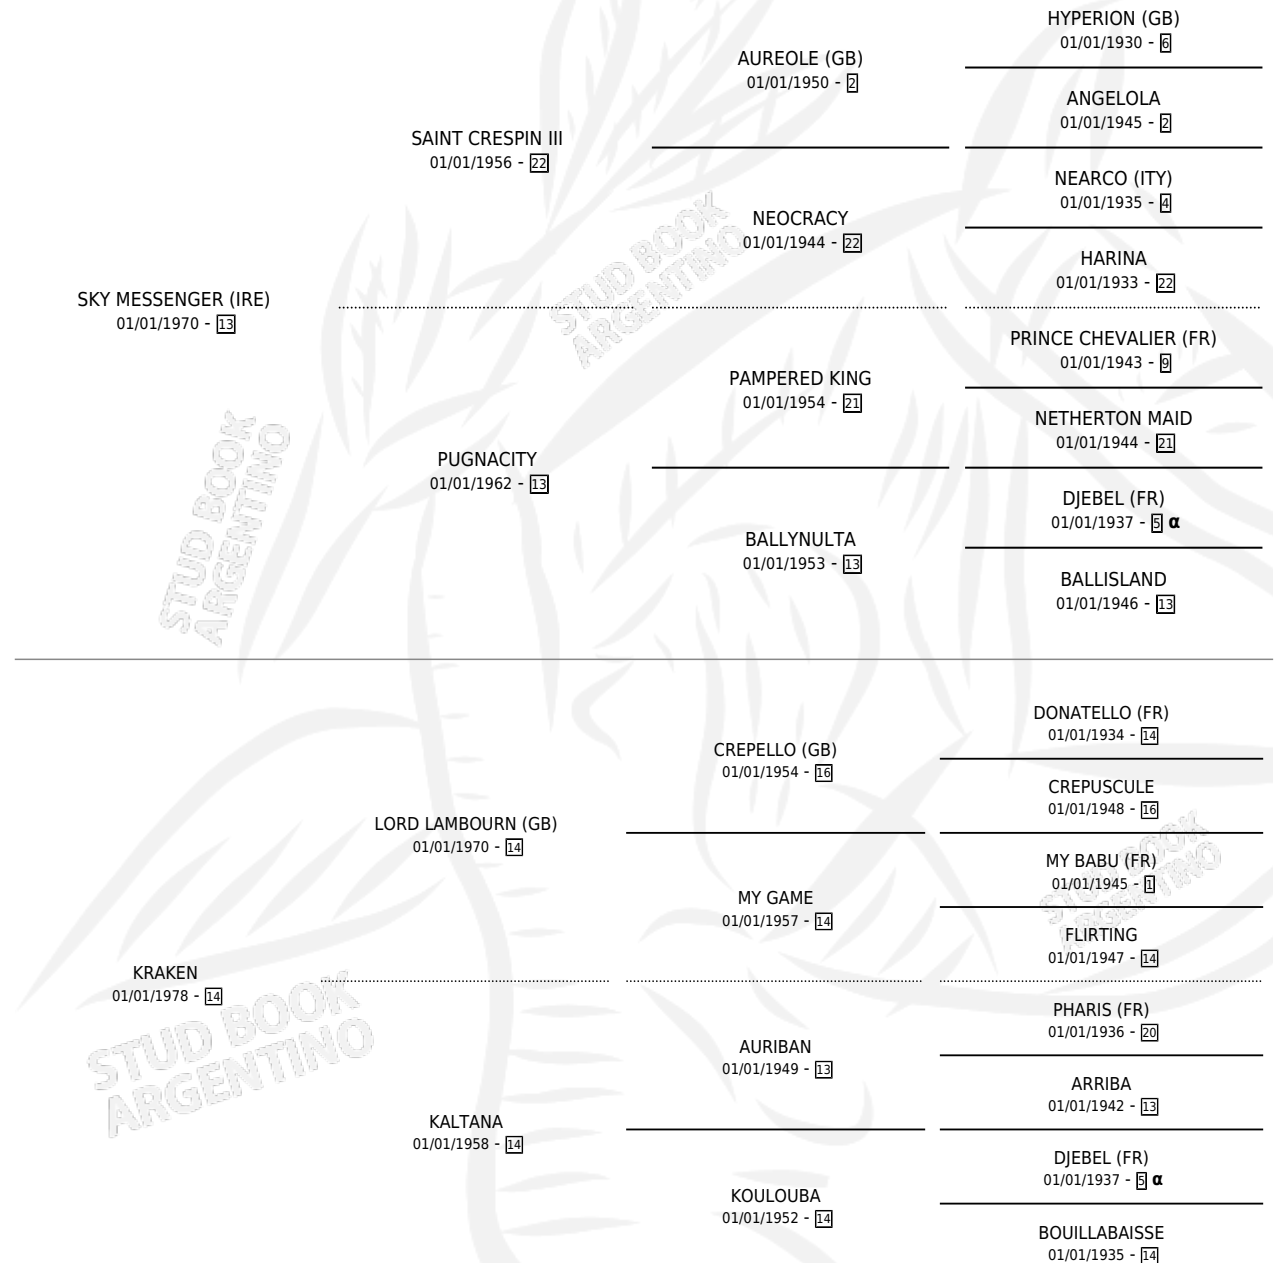 HYPERION (GB)
01/01/1930 - 6
AUREOLE (GB)
01/01/1950 - 2
ANGELOLA
01/01/1945 - 2
SAINT CRESPIN III
01/01/1956 - 22
NEARCO (ITY)
01/01/1935 - 4
NEOCRACY
01/01/1944 - 22
HARINA
01/01/1933 - 22
SKY MESSENGER (IRE)
01/01/1970 - 13
PRINCE CHEVALIER (FR)
01/01/1943 - 9
PAMPERED KING
01/01/1954 - 21
NETHERTON MAID
01/01/1944 - 21
PUGNACITY
01/01/1962 - 13
DJEBEL (FR)
01/01/1937 - 5 α
BALLYNULTA
01/01/1953 - 13
BALLISLAND
01/01/1946 - 13
DONATELLO (FR)
01/01/1934 - 14
CREPELLO (GB)
01/01/1954 - 16
CREPUSCULE
01/01/1948 - 16
LORD LAMBOURN (GB)
01/01/1970 - 14
MY BABU (FR)
01/01/1945 - 1
MY GAME
01/01/1957 - 14
FLIRTING
01/01/1947 - 14
KRAKEN
01/01/1978 - 14
PHARIS (FR)
01/01/1936 - 20
AURIBAN
01/01/1949 - 13
ARRIBA
01/01/1942 - 13
KALTANA
01/01/1958 - 14
DJEBEL (FR)
01/01/1937 - 5 α
KOULOUBA
01/01/1952 - 14
BOUILLABAISSE
01/01/1935 - 14
STUD BOOK
ARGENTINO
STUD BOOK
ARGENTINO
STUD BOOK
ARGENTINO
STUD BOOK
ARGENTINO